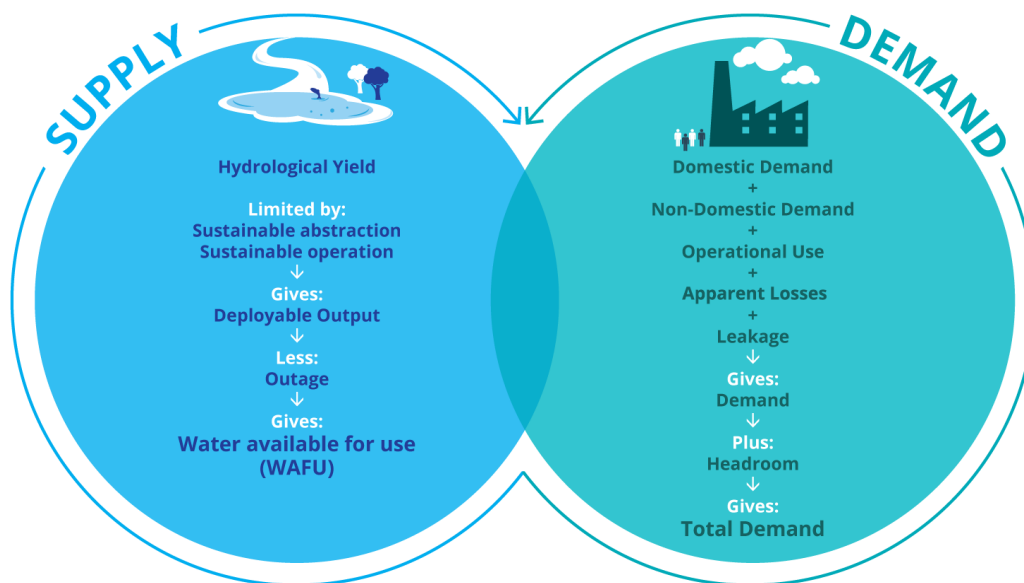 SUPPLY
Hydrological Yield
Limited by:
Sustainable abstraction
Sustainable operation
↓
Gives:
Deployable Output
↓
Less:
Outage
↓
Gives:
Water available for use
(WAFU)
DEMAND
Domestic Demand
+
Non-Domestic Demand
+
Operational Use
+
Apparent Losses
+
Leakage
↓
Gives:
Demand
↓
Plus:
Headroom
↓
Gives:
Total Demand